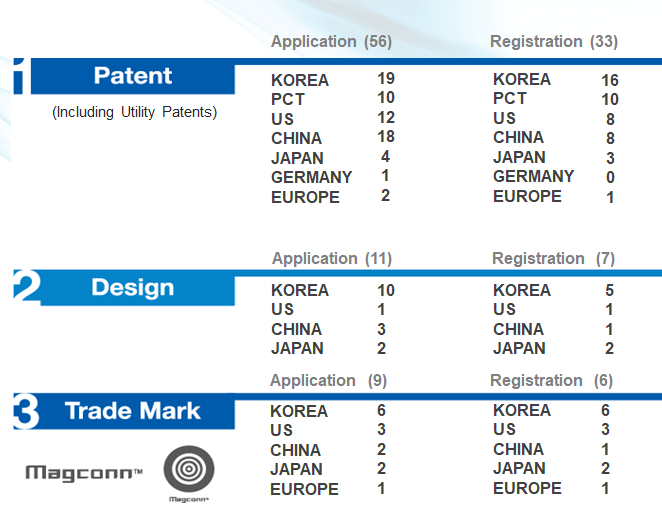 Application (56) Registration (33)
1 Patent
(Including Utility Patents)
KOREA 19 KOREA 16
PCT 10 PCT 10
US 12 US 8
CHINA 18 CHINA 8
JAPAN 4 JAPAN 3
GERMANY 1 GERMANY 0
EUROPE 2 EUROPE 1
Application (11) Registration (7)
2 Design
KOREA 10 KOREA 5
US 1 US 1
CHINA 3 CHINA 1
JAPAN 2 JAPAN 2
Application (9) Registration (6)
3 Trade Mark
KOREA 6 KOREA 6
US 3 US 3
CHINA 2 CHINA 1
JAPAN 2 JAPAN 2
EUROPE 1 EUROPE 1
Magconn™
Magconn™